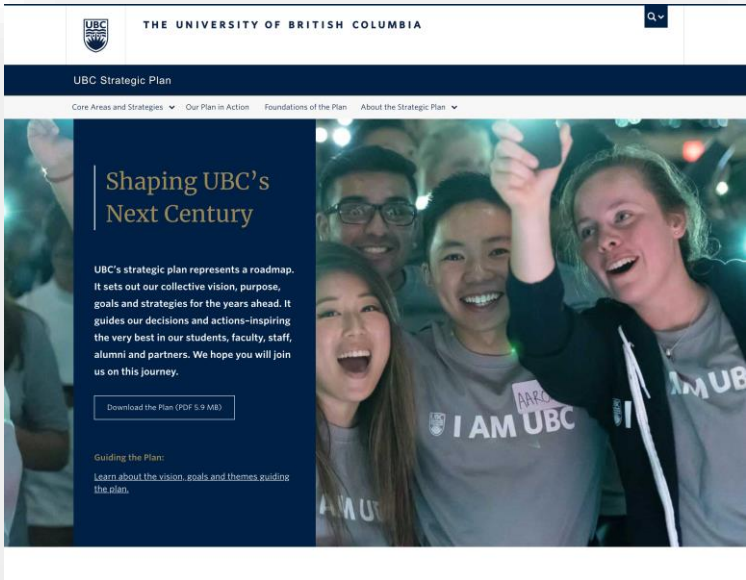 UBC
THE UNIVERSITY OF BRITISH COLUMBIA
UBC Strategic Plan
Core Areas and Strategies
Our Plan in Action
Foundations of the Plan
About the Strategic Plan
Shaping UBC's
Next Century
UBC's strategic plan represents a roadmap.
It sets out our collective vision, purpose,
goals and strategies for the years ahead. It
guides our decisions and actions–inspiring
the very best in our students, faculty, staff,
alumni and partners. We hope you will join
us on this journey.
Download the Plan (PDF 5.9 MB)
Guiding the Plan:
Learn about the vision, goals and themes guiding
the plan.
AARO
I AM UBC
I
AM UB
AM U